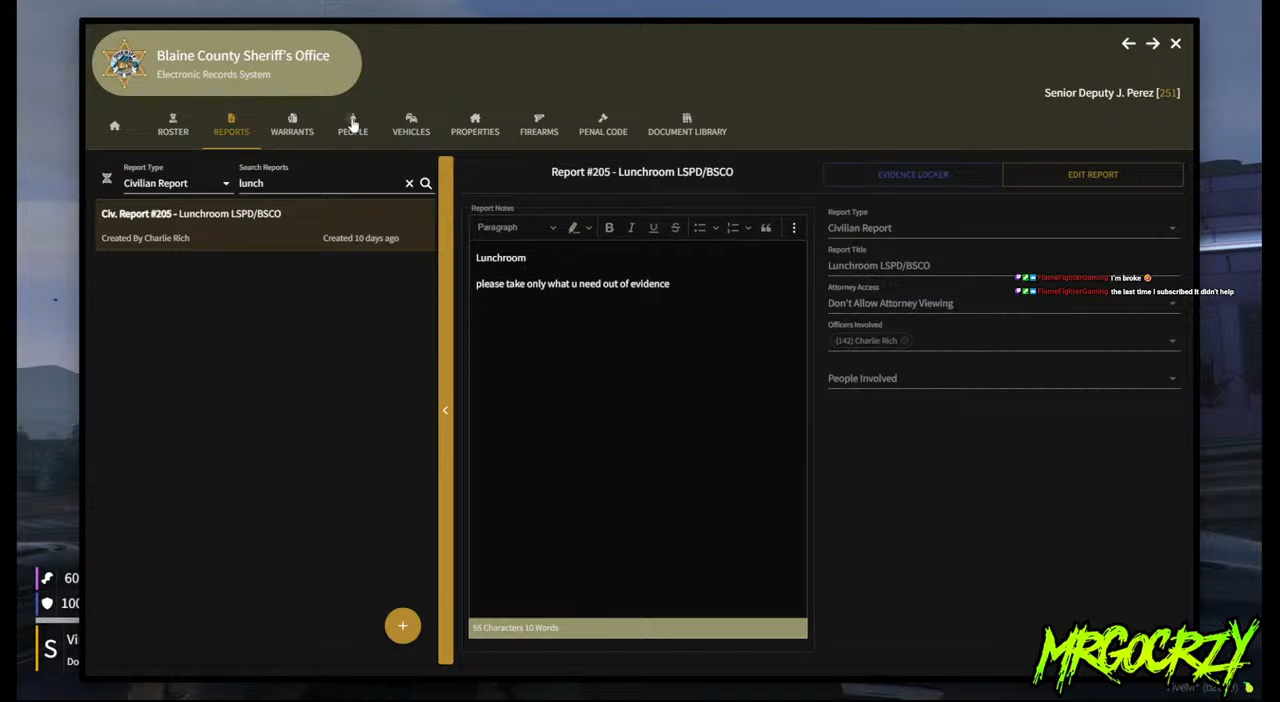 Blaine County Sheriff's Office
Electronic Records System
Senior Deputy J. Perez [251]
ROSTER
REPORTS
WARRANTS
PEOPLE
VEHICLES
PROPERTIES
FIREARMS
PENAL CODE
DOCUMENT LIBRARY
Report Type
Civilian Report
Search Reports
lunch
Civ. Report #205 - Lunchroom LSPD/BSCO
Created By Charlie Rich
Created 10 days ago
Report #205 - Lunchroom LSPD/BSCO
EVIDENCE LOCKER
EDIT REPORT
Report Notes
Paragraph
Lunchroom
please take only what u need out of evidence
55 Characters 10 Words
Report Type
Civilian Report
Report Title
Lunchroom LSPD/BSCO
FlameFighterGaming I'm broke
Attorney Access
FlameFighterGaming the last time I subscribed it didn't help
Don't Allow Attorney Viewing
Officers Involved
(142) Charlie Rich
People Involved
60
100
S
MRGOCRZY